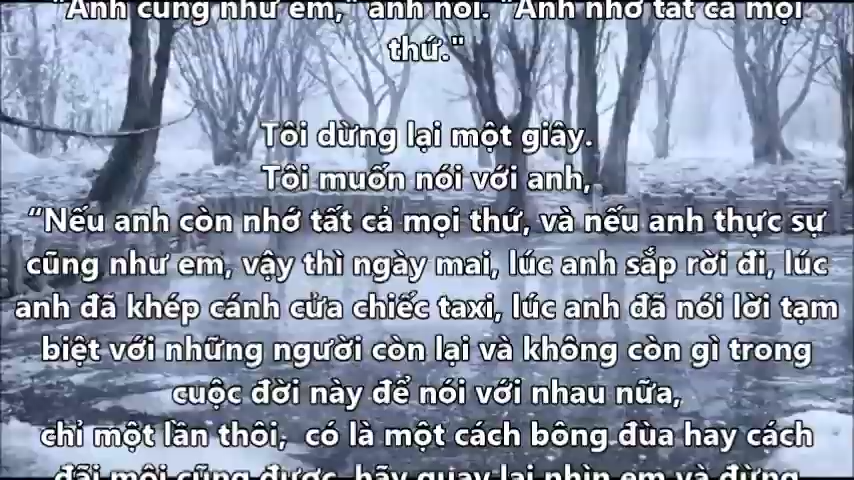 "Anh cũng như em," anh nói. "Anh nhớ tất cả mọi
thứ."
Tôi dừng lại một giây.
Tôi muốn nói với anh,
“Nếu anh còn nhớ tất cả mọi thứ, và nếu anh thực sự
cũng như em, vậy thì ngày mai, lúc anh sắp rời đi, lúc
anh đã khép cánh cửa chiếc taxi, lúc anh đã nói lời tạm
biệt với những người còn lại và không còn gì trong
cuộc đời này để nói với nhau nữa,
chỉ một lần thôi, có là một cách bông đùa hay cách
đãi môi cũng được, hãy quay lại nhìn em và đừng